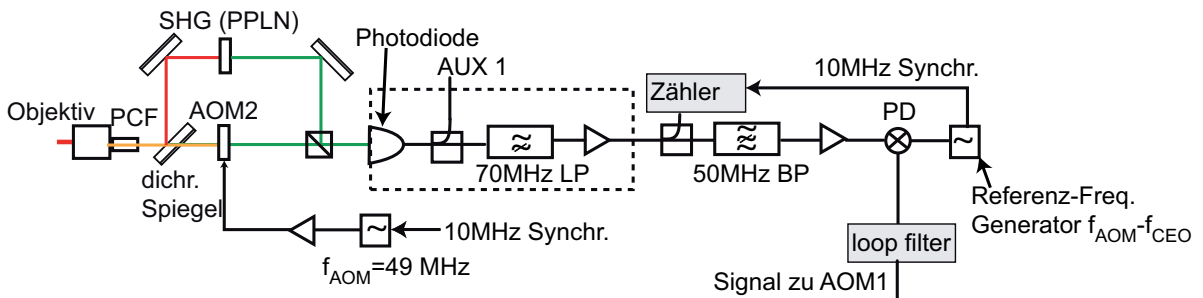 SHG (PPLN)
Photodiode
AUX 1
10MHz Synchr.
Objektiv
PCF
AOM2
Zähler
PD
~
dichr.
Spiegel
70MHz LP
50MHz BP
Referenz-Freq.
Generator f_AOM-f_CEO
~
10MHz Synchr.
f_AOM=49 MHz
loop filter
Signal zu AOM1